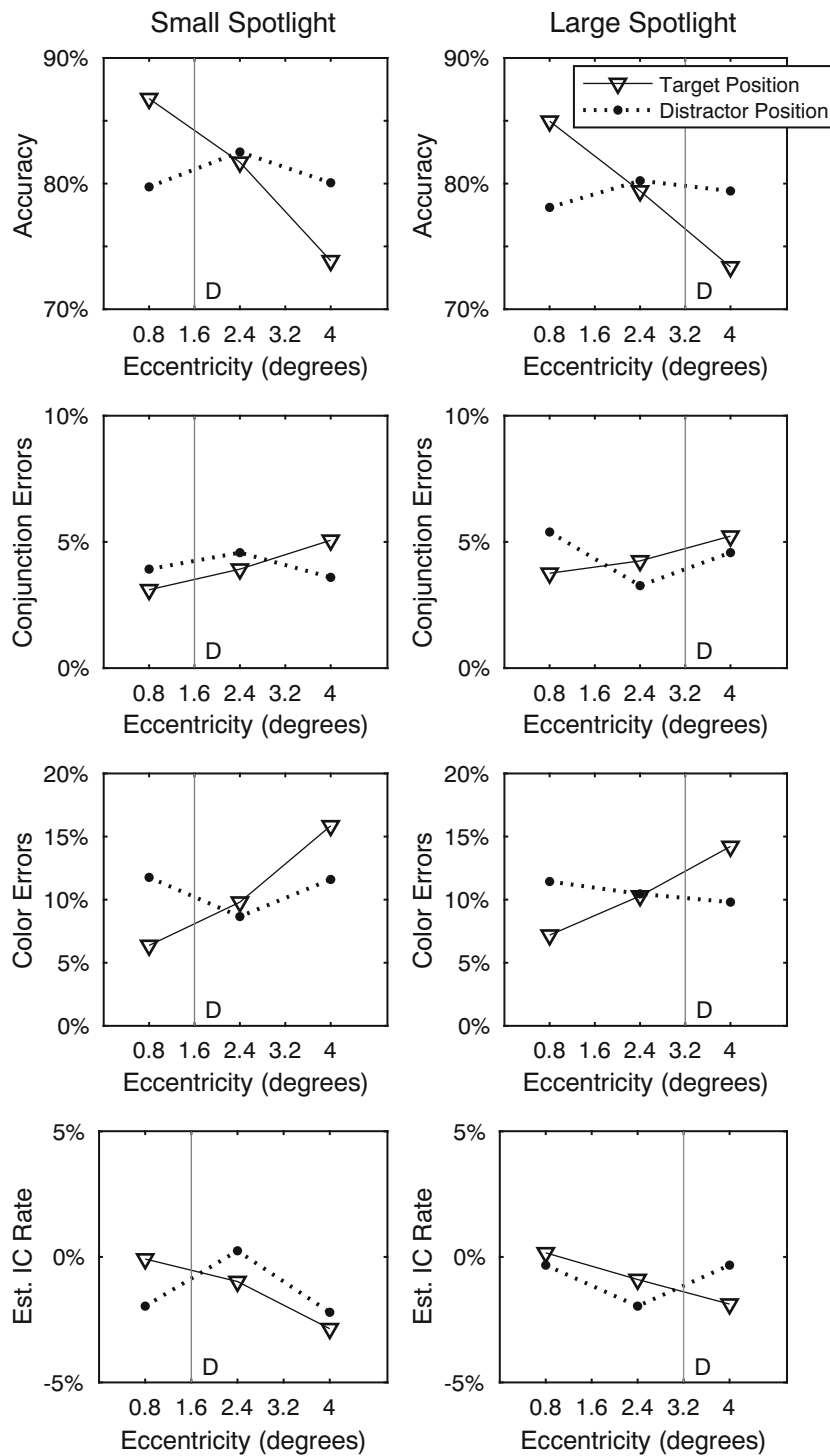 Small Spotlight
Large Spotlight
90%
80%
70%
Accuracy
D
0.8 1.6 2.4 3.2 4
Eccentricity (degrees)
90%
80%
70%
Accuracy
Target Position
Distractor Position
D
0.8 1.6 2.4 3.2 4
Eccentricity (degrees)
10%
5%
0%
Conjunction Errors
D
0.8 1.6 2.4 3.2 4
Eccentricity (degrees)
10%
5%
0%
Conjunction Errors
D
0.8 1.6 2.4 3.2 4
Eccentricity (degrees)
20%
15%
10%
5%
0%
Color Errors
D
0.8 1.6 2.4 3.2 4
Eccentricity (degrees)
20%
15%
10%
5%
0%
Color Errors
D
0.8 1.6 2.4 3.2 4
Eccentricity (degrees)
5%
0%
-5%
Est. IC Rate
D
0.8 1.6 2.4 3.2 4
Eccentricity (degrees)
5%
0%
-5%
Est. IC Rate
D
0.8 1.6 2.4 3.2 4
Eccentricity (degrees)